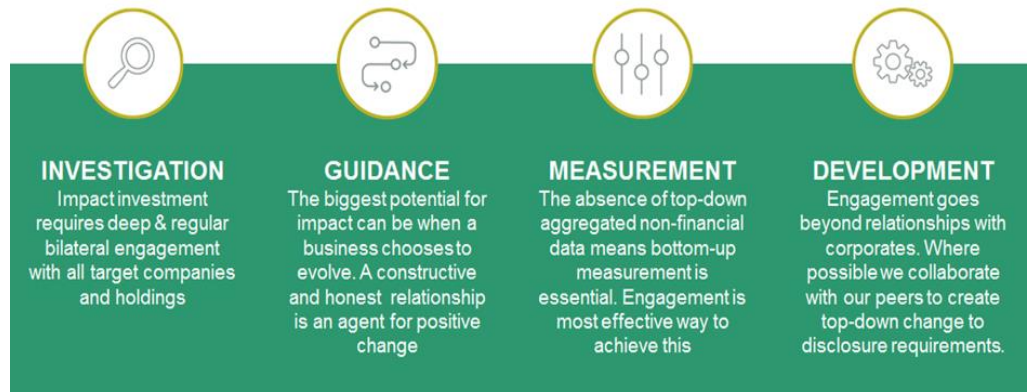 INVESTIGATION
Impact investment
requires deep & regular
bilateral engagement
with all target companies
and holdings
GUIDANCE
The biggest potential for
impact can be when a
business chooses to
evolve. A constructive
and honest relationship
is an agent for positive
change
MEASUREMENT
The absence of top-down
aggregated non-financial
data means bottom-up
measurement is
essential. Engagement is
most effective way to
achieve this
DEVELOPMENT
Engagement goes
beyond relationships with
corporates. Where
possible we collaborate
with our peers to create
top-down change to
disclosure requirements.